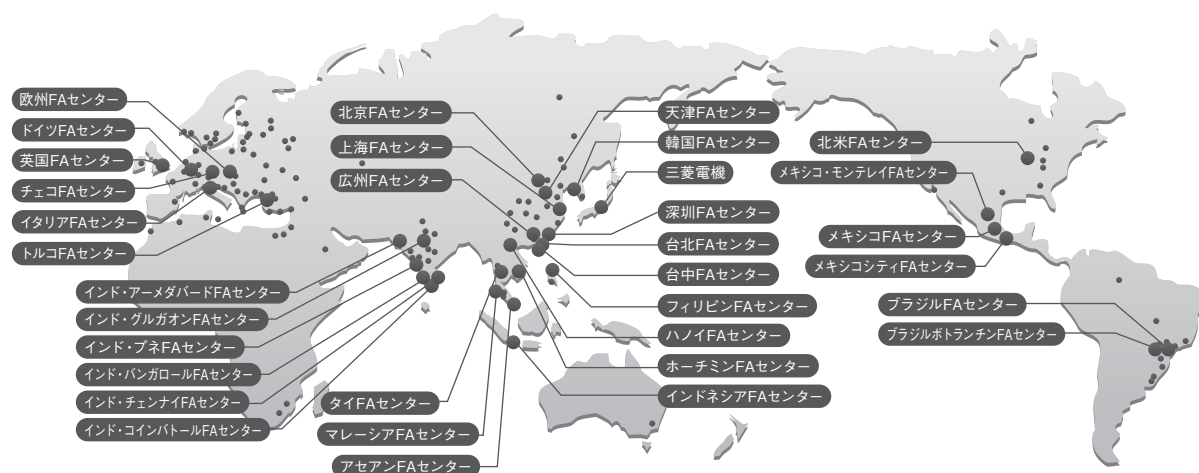 欧州FAセンター
ドイツFAセンター
英国FAセンター
チェコFAセンター
イタリアFAセンター
トルコFAセンター
インド・アーメダバードFAセンター
インド・グルガオンFAセンター
インド・プネFAセンター
インド・バンガロールFAセンター
インド・チェンナイFAセンター
インド・コインバトールFAセンター
北京FAセンター
上海FAセンター
広州FAセンター
タイFAセンター
マレーシアFAセンター
アセアンFAセンター
天津FAセンター
韓国FAセンター
三菱電機
深圳FAセンター
台北FAセンター
台中FAセンター
フィリピンFAセンター
ハノイFAセンター
ホーチミンFAセンター
インドネシアFAセンター
北米FAセンター
メキシコ・モンテレイFAセンター
メキシコFAセンター
メキシコシティFAセンター
ブラジルFAセンター
ブラジルボトランチンFAセンター